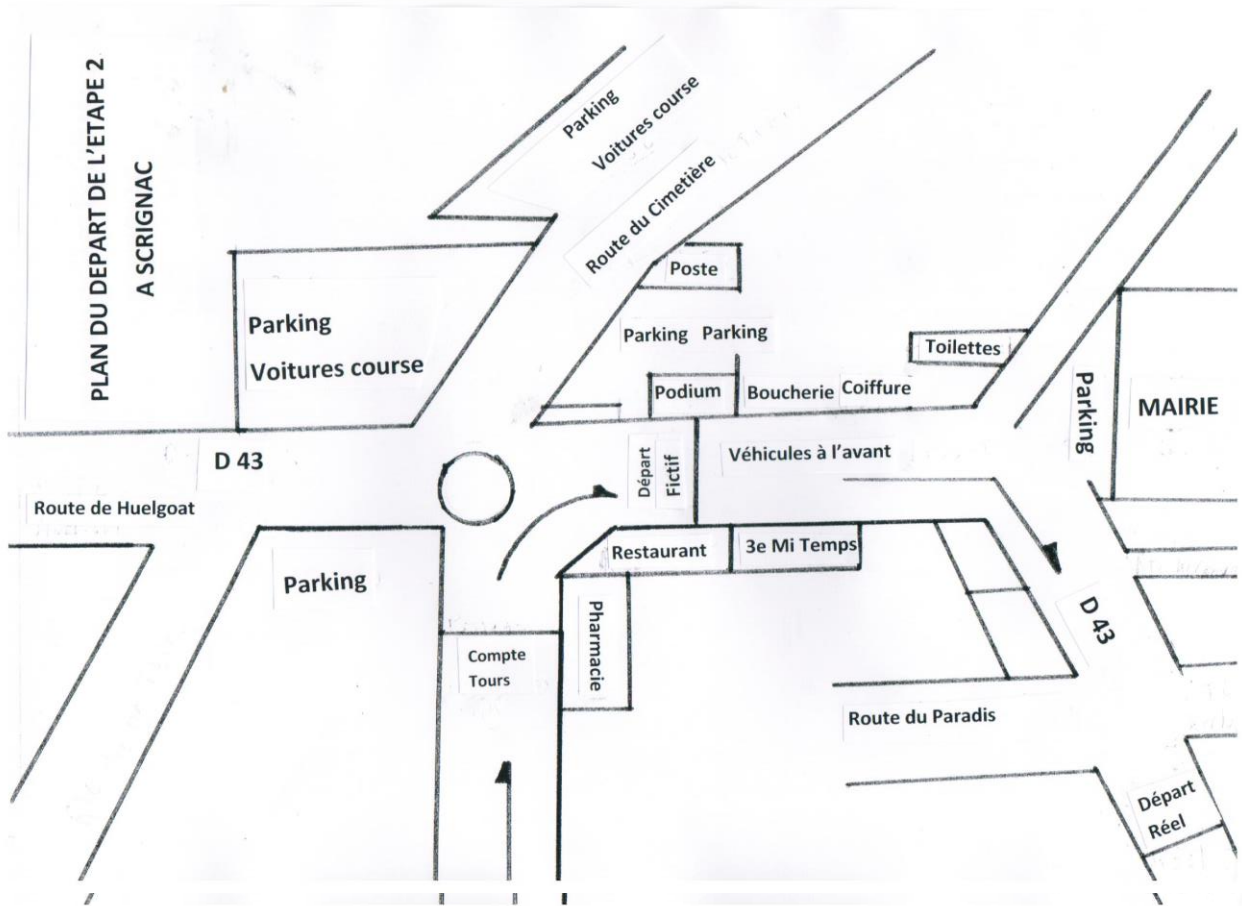 PLAN DU DEPART DE L'ETAPE 2
A SCRIGNAC
Parking
Voitures course
Route du Cimetière
Poste
Parking Parking
Parking
Voitures course
Podium
Boucherie
Coiffure
Toilettes
Parking
MAIRIE
D 43
Route de Huelgoat
Départ
Fictif
Véhicules à l'avant
Restaurant
3e Mi Temps
Parking
Pharmacie
Compte
Tours
D 43
Route du Paradis
Départ
Réel